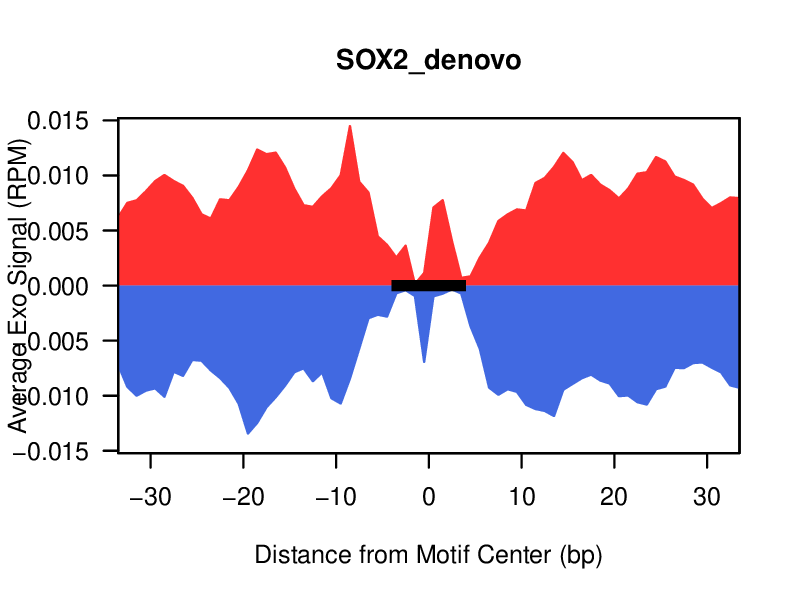 SOX2_denovo
Average Exo Signal (RPM)
0.015
0.010
0.005
0.000
−0.005
−0.010
−0.015
−30 −20 −10 0 10 20 30
Distance from Motif Center (bp)